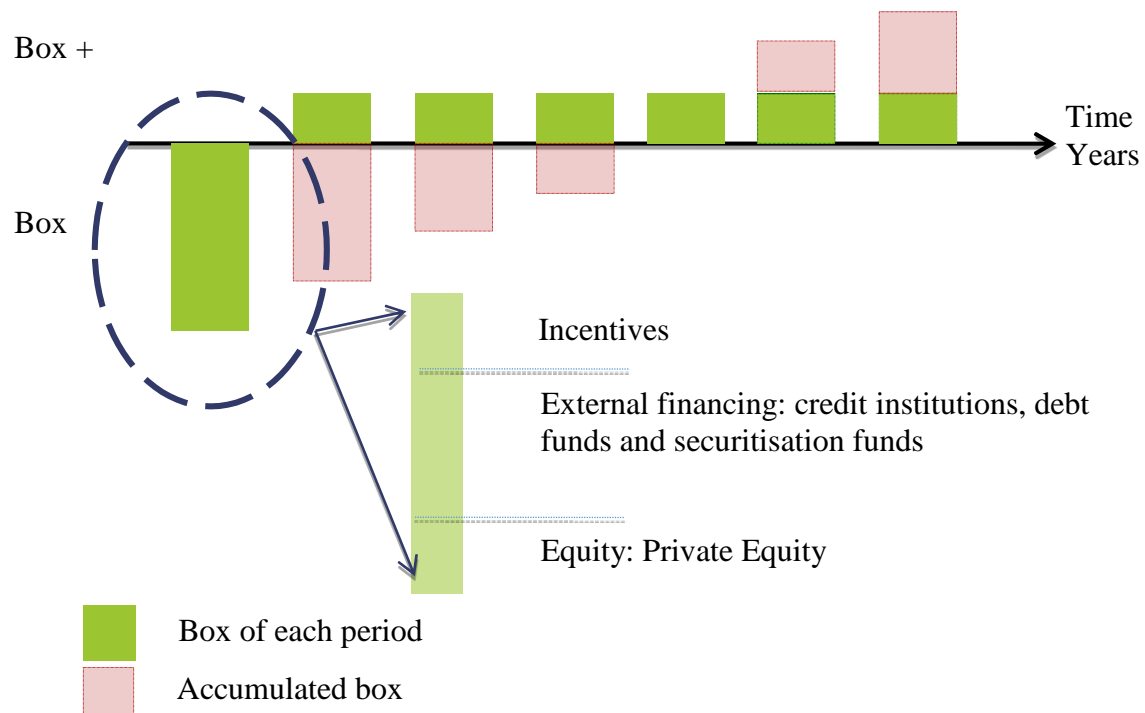 Box +
Time
Years
Box
Incentives
External financing: credit institutions, debt
funds and securitisation funds
Equity: Private Equity
Box of each period
Accumulated box